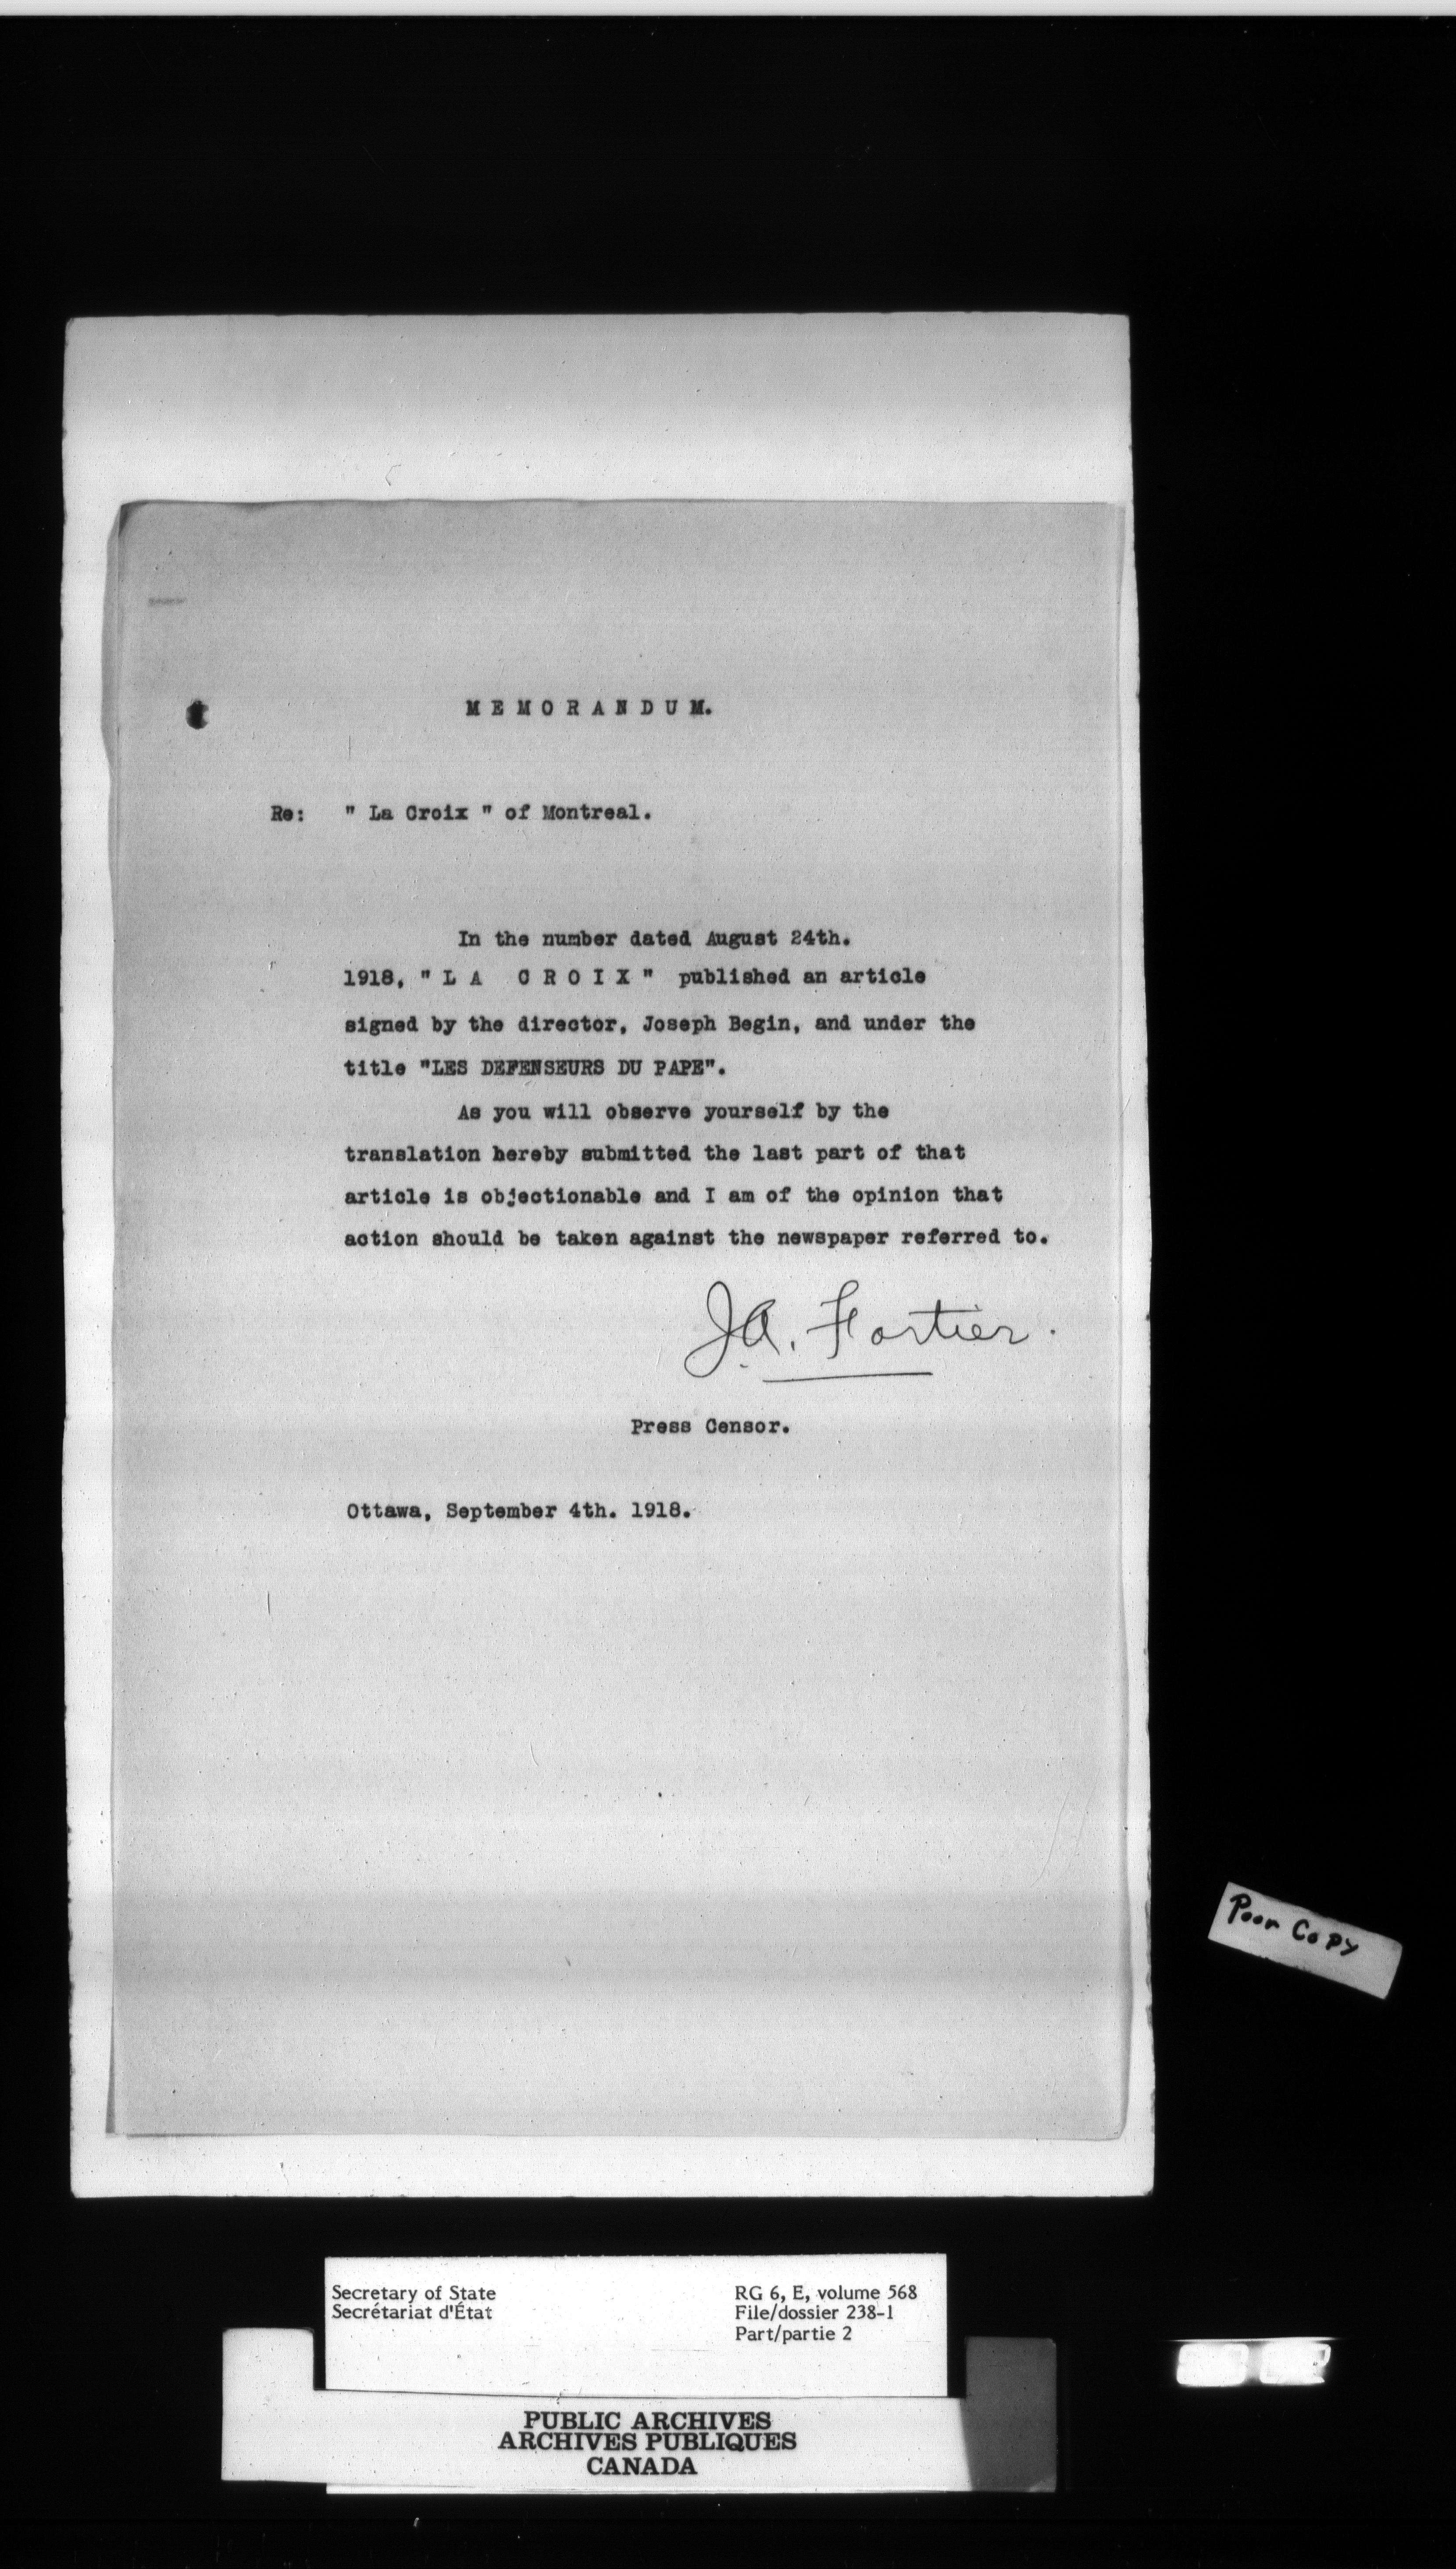 M E M O R A N D U M.
Re: " La Croix " of Montreal.
In the number dated August 24th.
1918, " L A C R O I X " published an article
signed by the director, Joseph Begin, and under the
title "LES DEFENSEURS DU PAPE".
As you will observe yourself by the
translation hereby submitted the last part of that
article is objectionable and I am of the opinion that
action should be taken against the newspaper referred to.
J.A. Fortier.
Press Censor.
Ottawa, September 4th. 1918.
Poor Copy
Secretary of State
Secrétariat d'État
RG 6, E, volume 568
File/dossier 238-1
Part/partie 2
PUBLIC ARCHIVES
ARCHIVES PUBLIQUES
CANADA